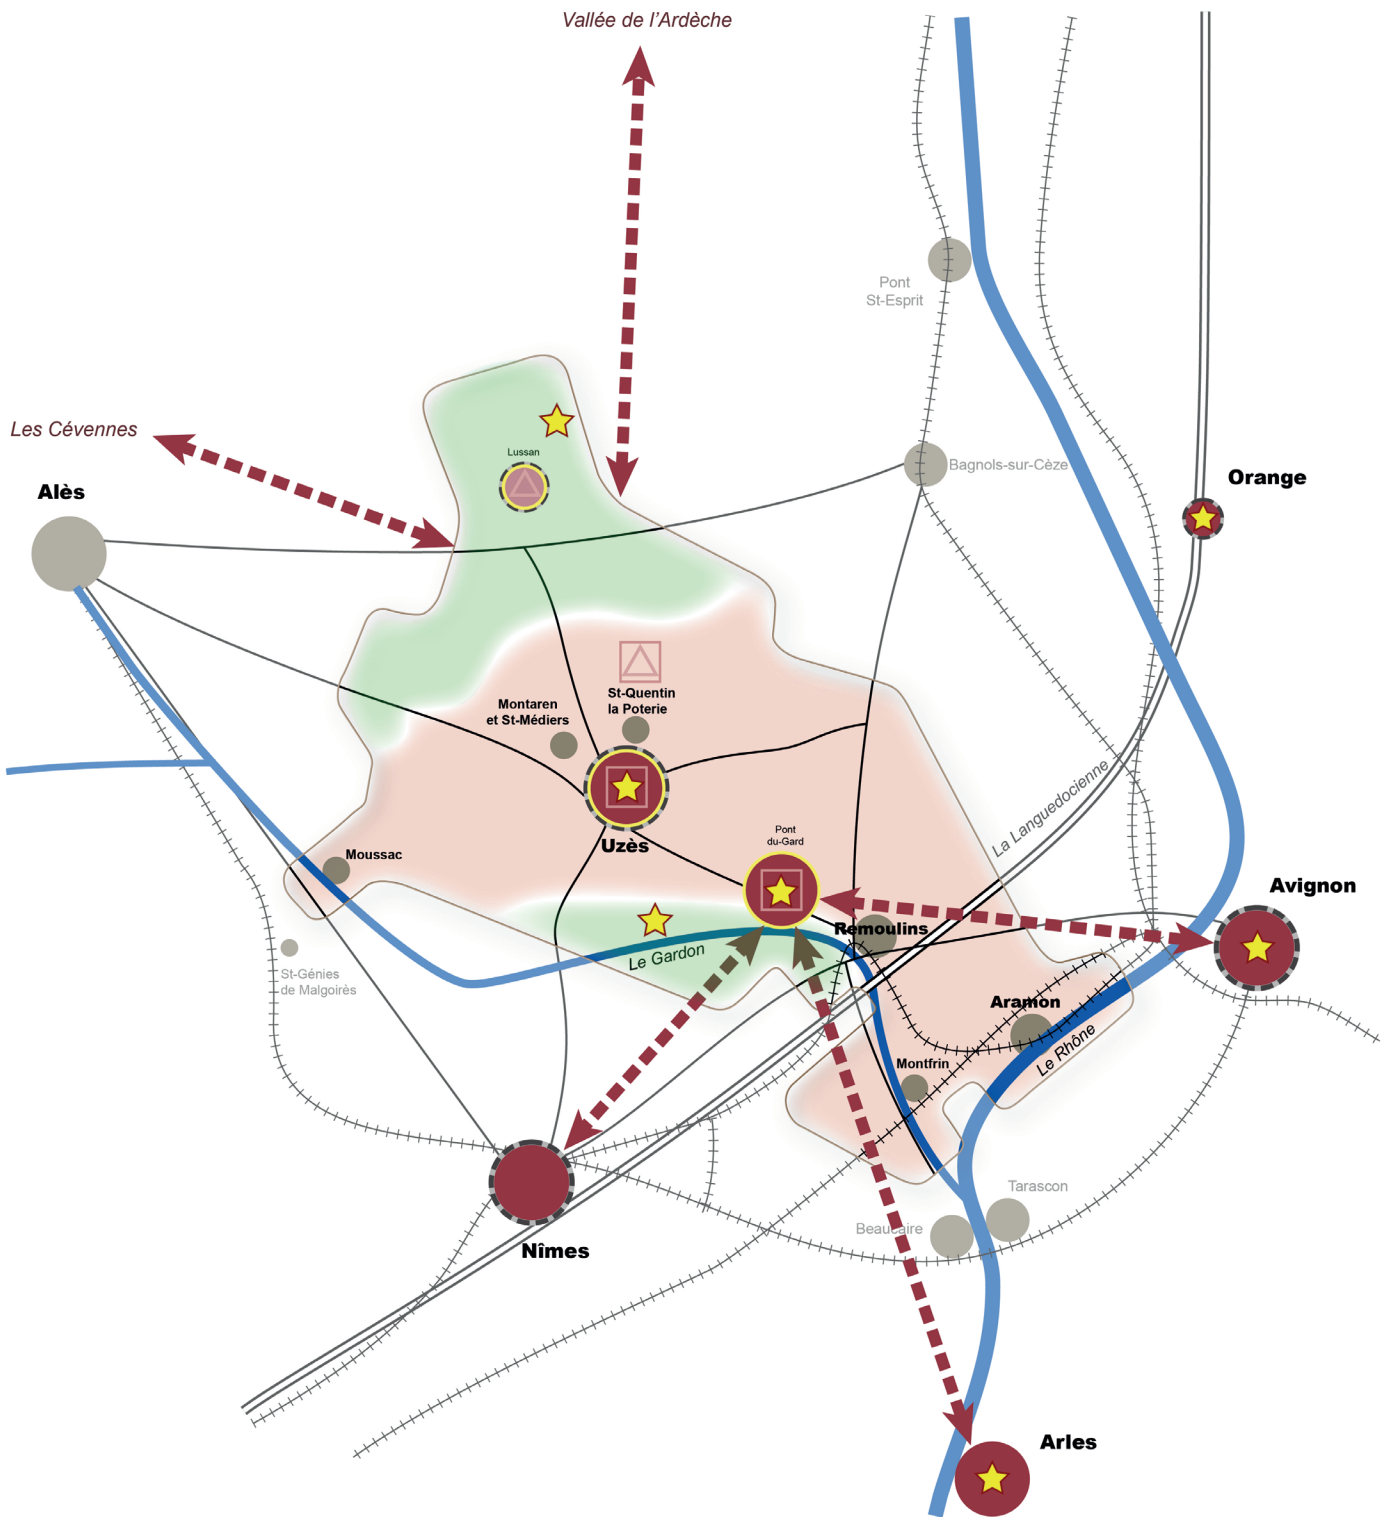 Vallée de l'Ardèche
Pont
St-Esprit
Les Cévennes
Lussan
Bagnols-sur-Cèze
Orange
Alès
St-Quentin
la Poterie
Montaren
et St-Médiers
La Languedocienne
Pont
du-Gard
Uzès
Moussac
Avignon
Remoulins
Le Gardon
St-Génies
de Malgoirès
Aramon
Le Rhône
Montfrin
Tarascon
Beaucaire
Nîmes
Arles